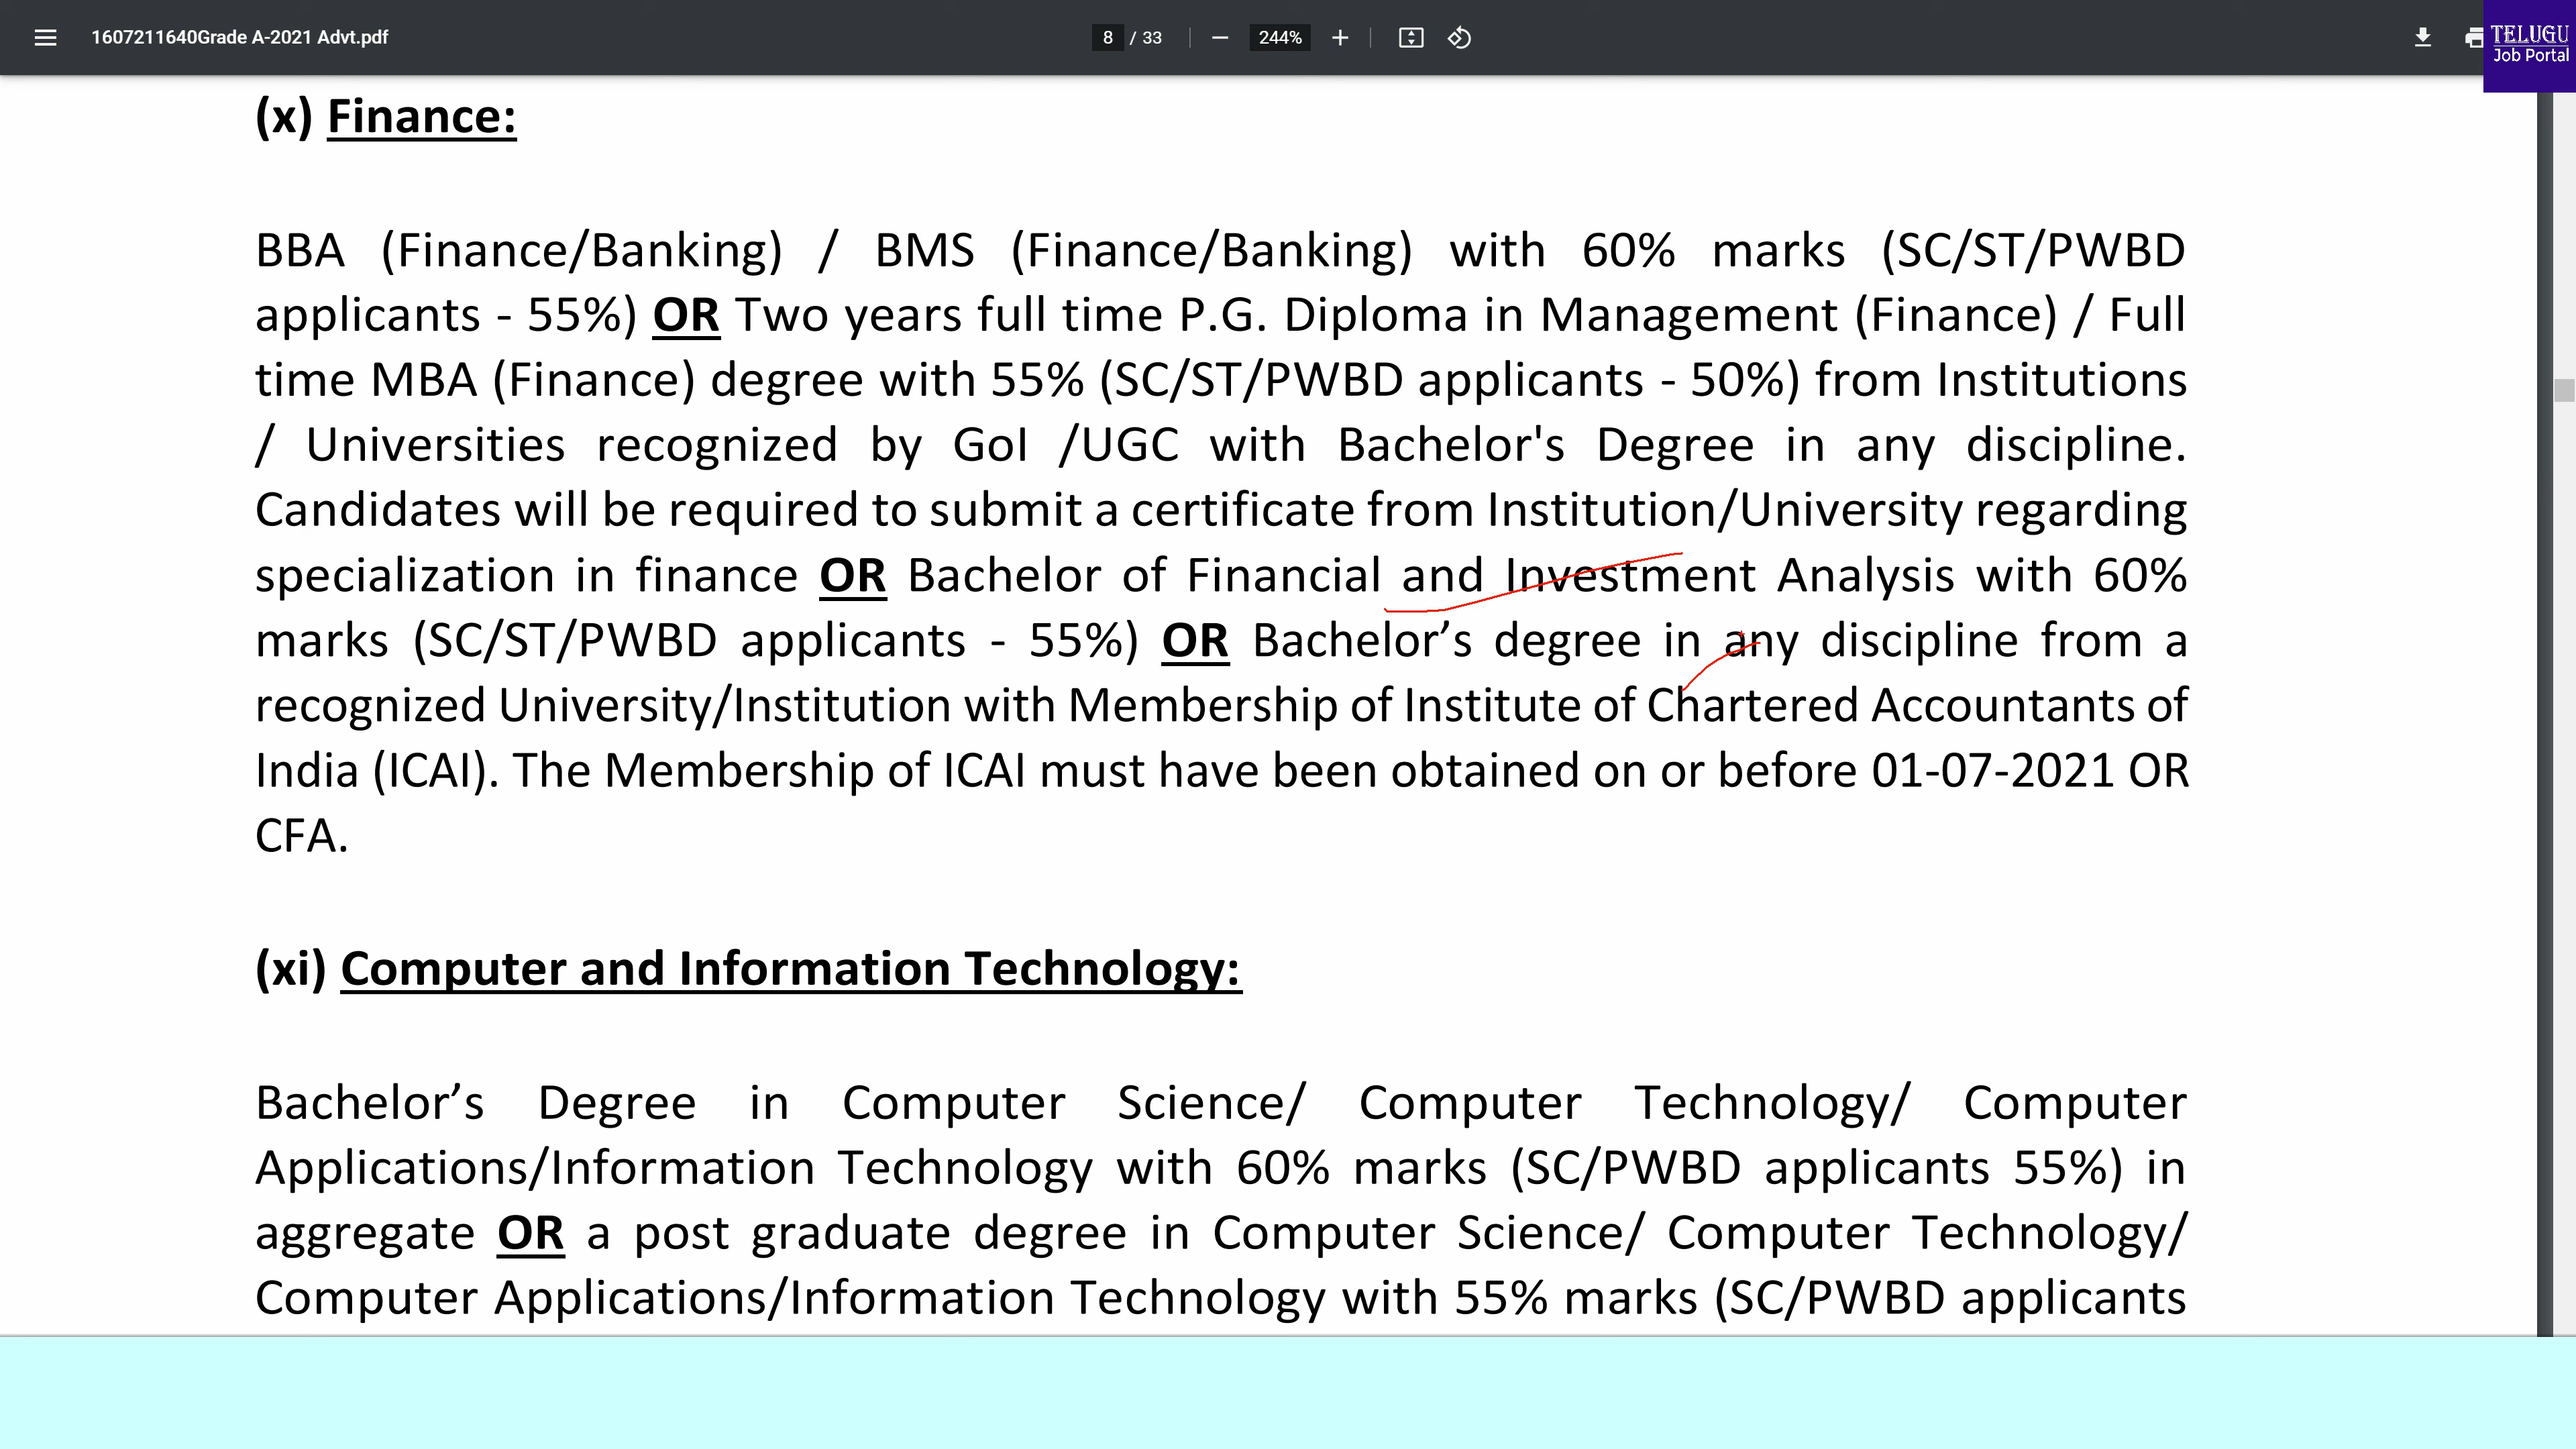 1607211640Grade A-2021 Advt.pdf
8 / 33
244%
TELUGU
Job Portal
(x) Finance:
BBA (Finance/Banking) / BMS (Finance/Banking) with 60% marks (SC/ST/PWBD
applicants - 55%) OR Two years full time P.G. Diploma in Management (Finance) / Full
time MBA (Finance) degree with 55% (SC/ST/PWBD applicants - 50%) from Institutions
/ Universities recognized by GoI /UGC with Bachelor's Degree in any discipline.
Candidates will be required to submit a certificate from Institution/University regarding
specialization in finance OR Bachelor of Financial and Investment Analysis with 60%
marks (SC/ST/PWBD applicants - 55%) OR Bachelor’s degree in any discipline from a
recognized University/Institution with Membership of Institute of Chartered Accountants of
India (ICAI). The Membership of ICAI must have been obtained on or before 01-07-2021 OR
CFA.
(xi) Computer and Information Technology:
Bachelor’s Degree in Computer Science/ Computer Technology/ Computer
Applications/Information Technology with 60% marks (SC/PWBD applicants 55%) in
aggregate OR a post graduate degree in Computer Science/ Computer Technology/
Computer Applications/Information Technology with 55% marks (SC/PWBD applicants